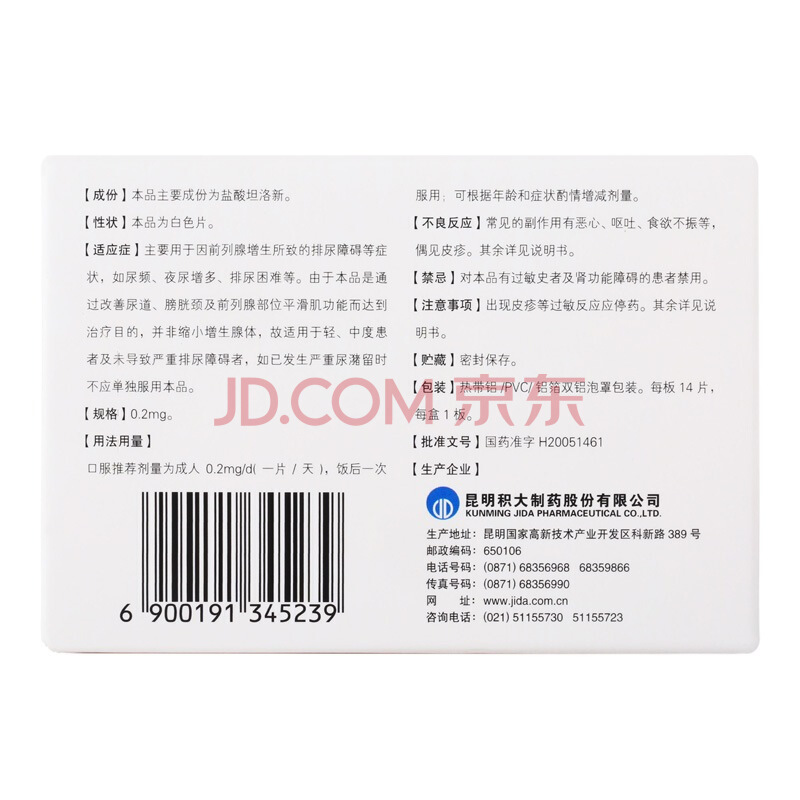 【成份】本品主要成份为盐酸坦洛新。
【性状】本品为白色片。
【适应症】主要用于因前列腺增生所致的排尿障碍等症
状，如尿频、夜尿增多、排尿困难等。由于本品是通
过改善尿道、膀胱颈及前列腺部位平滑肌功能而达到
治疗目的，并非缩小增生腺体，故适用于轻、中度患
者及未导致严重排尿障碍者，如已发生严重尿潴留时
不应单独服用本品。
【规格】0.2mg。
【用法用量】
口服推荐剂量为成人 0.2mg/d( 一片 / 天 )，饭后一次
服用；可根据年龄和症状酌情增减剂量。
【不良反应】常见的副作用有恶心、呕吐、食欲不振等，
偶见皮疹。其余详见说明书。
【禁忌】对本品有过敏史者及肾功能障碍的患者禁用。
【注意事项】出现皮疹等过敏反应应停药。其余详见说
明书。
【贮藏】密封保存。
【包装】热带铝 /PVC/ 铝箔双铝泡罩包装。每板 14 片，
每盒 1 板。
【批准文号】国药准字 H20051461
【生产企业】
昆明积大制药股份有限公司
KUNMING JIDA PHARMACEUTICAL CO.,LTD.
生产地址：昆明国家高新技术产业开发区科新路 389 号
邮政编码：650106
电话号码：(0871) 68356968 68359866
传真号码：(0871) 68356990
网 址：www.jida.com.cn
咨询电话：(021) 51155730 51155723
6 900191 345239
JD.COM 京东